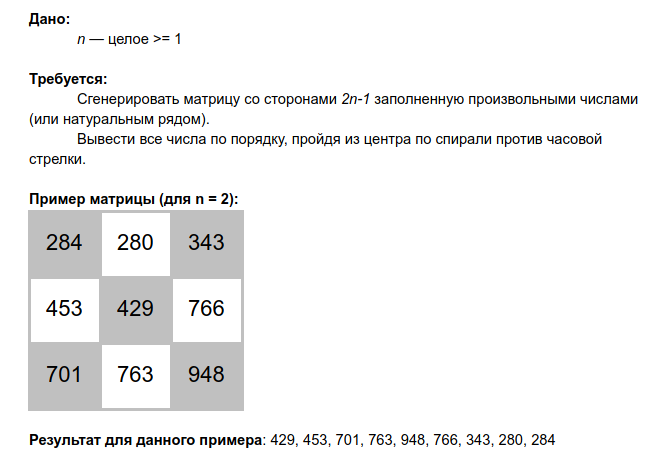 Дано:
n — целое >= 1
Требуется:
Сгенерировать матрицу со сторонами 2n-1 заполненную произвольными числами
(или натуральным рядом).
Вывести все числа по порядку, пройдя из центра по спирали против часовой
стрелки.
Пример матрицы (для n = 2):
284 280 343
453 429 766
701 763 948
Результат для данного примера: 429, 453, 701, 763, 948, 766, 343, 280, 284